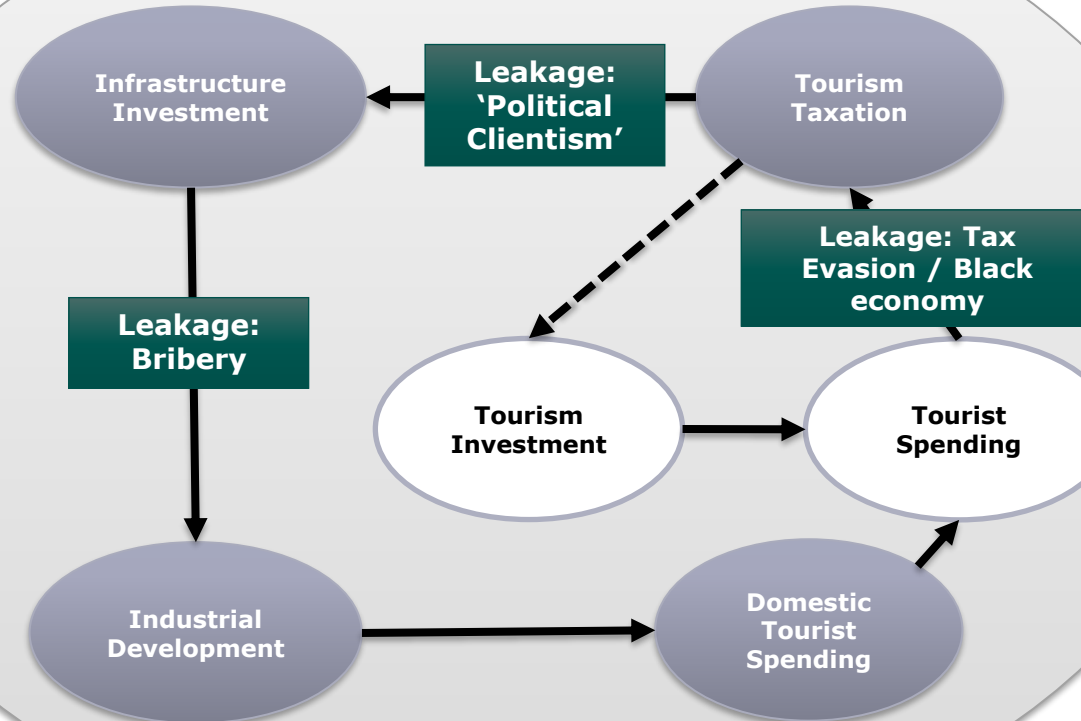 Infrastructure
Investment
Leakage:
‘Political
Clientism’
Tourism
Taxation
Leakage: Tax
Evasion / Black
economy
Leakage:
Bribery
Tourism
Investment
Tourist
Spending
Industrial
Development
Domestic
Tourist
Spending